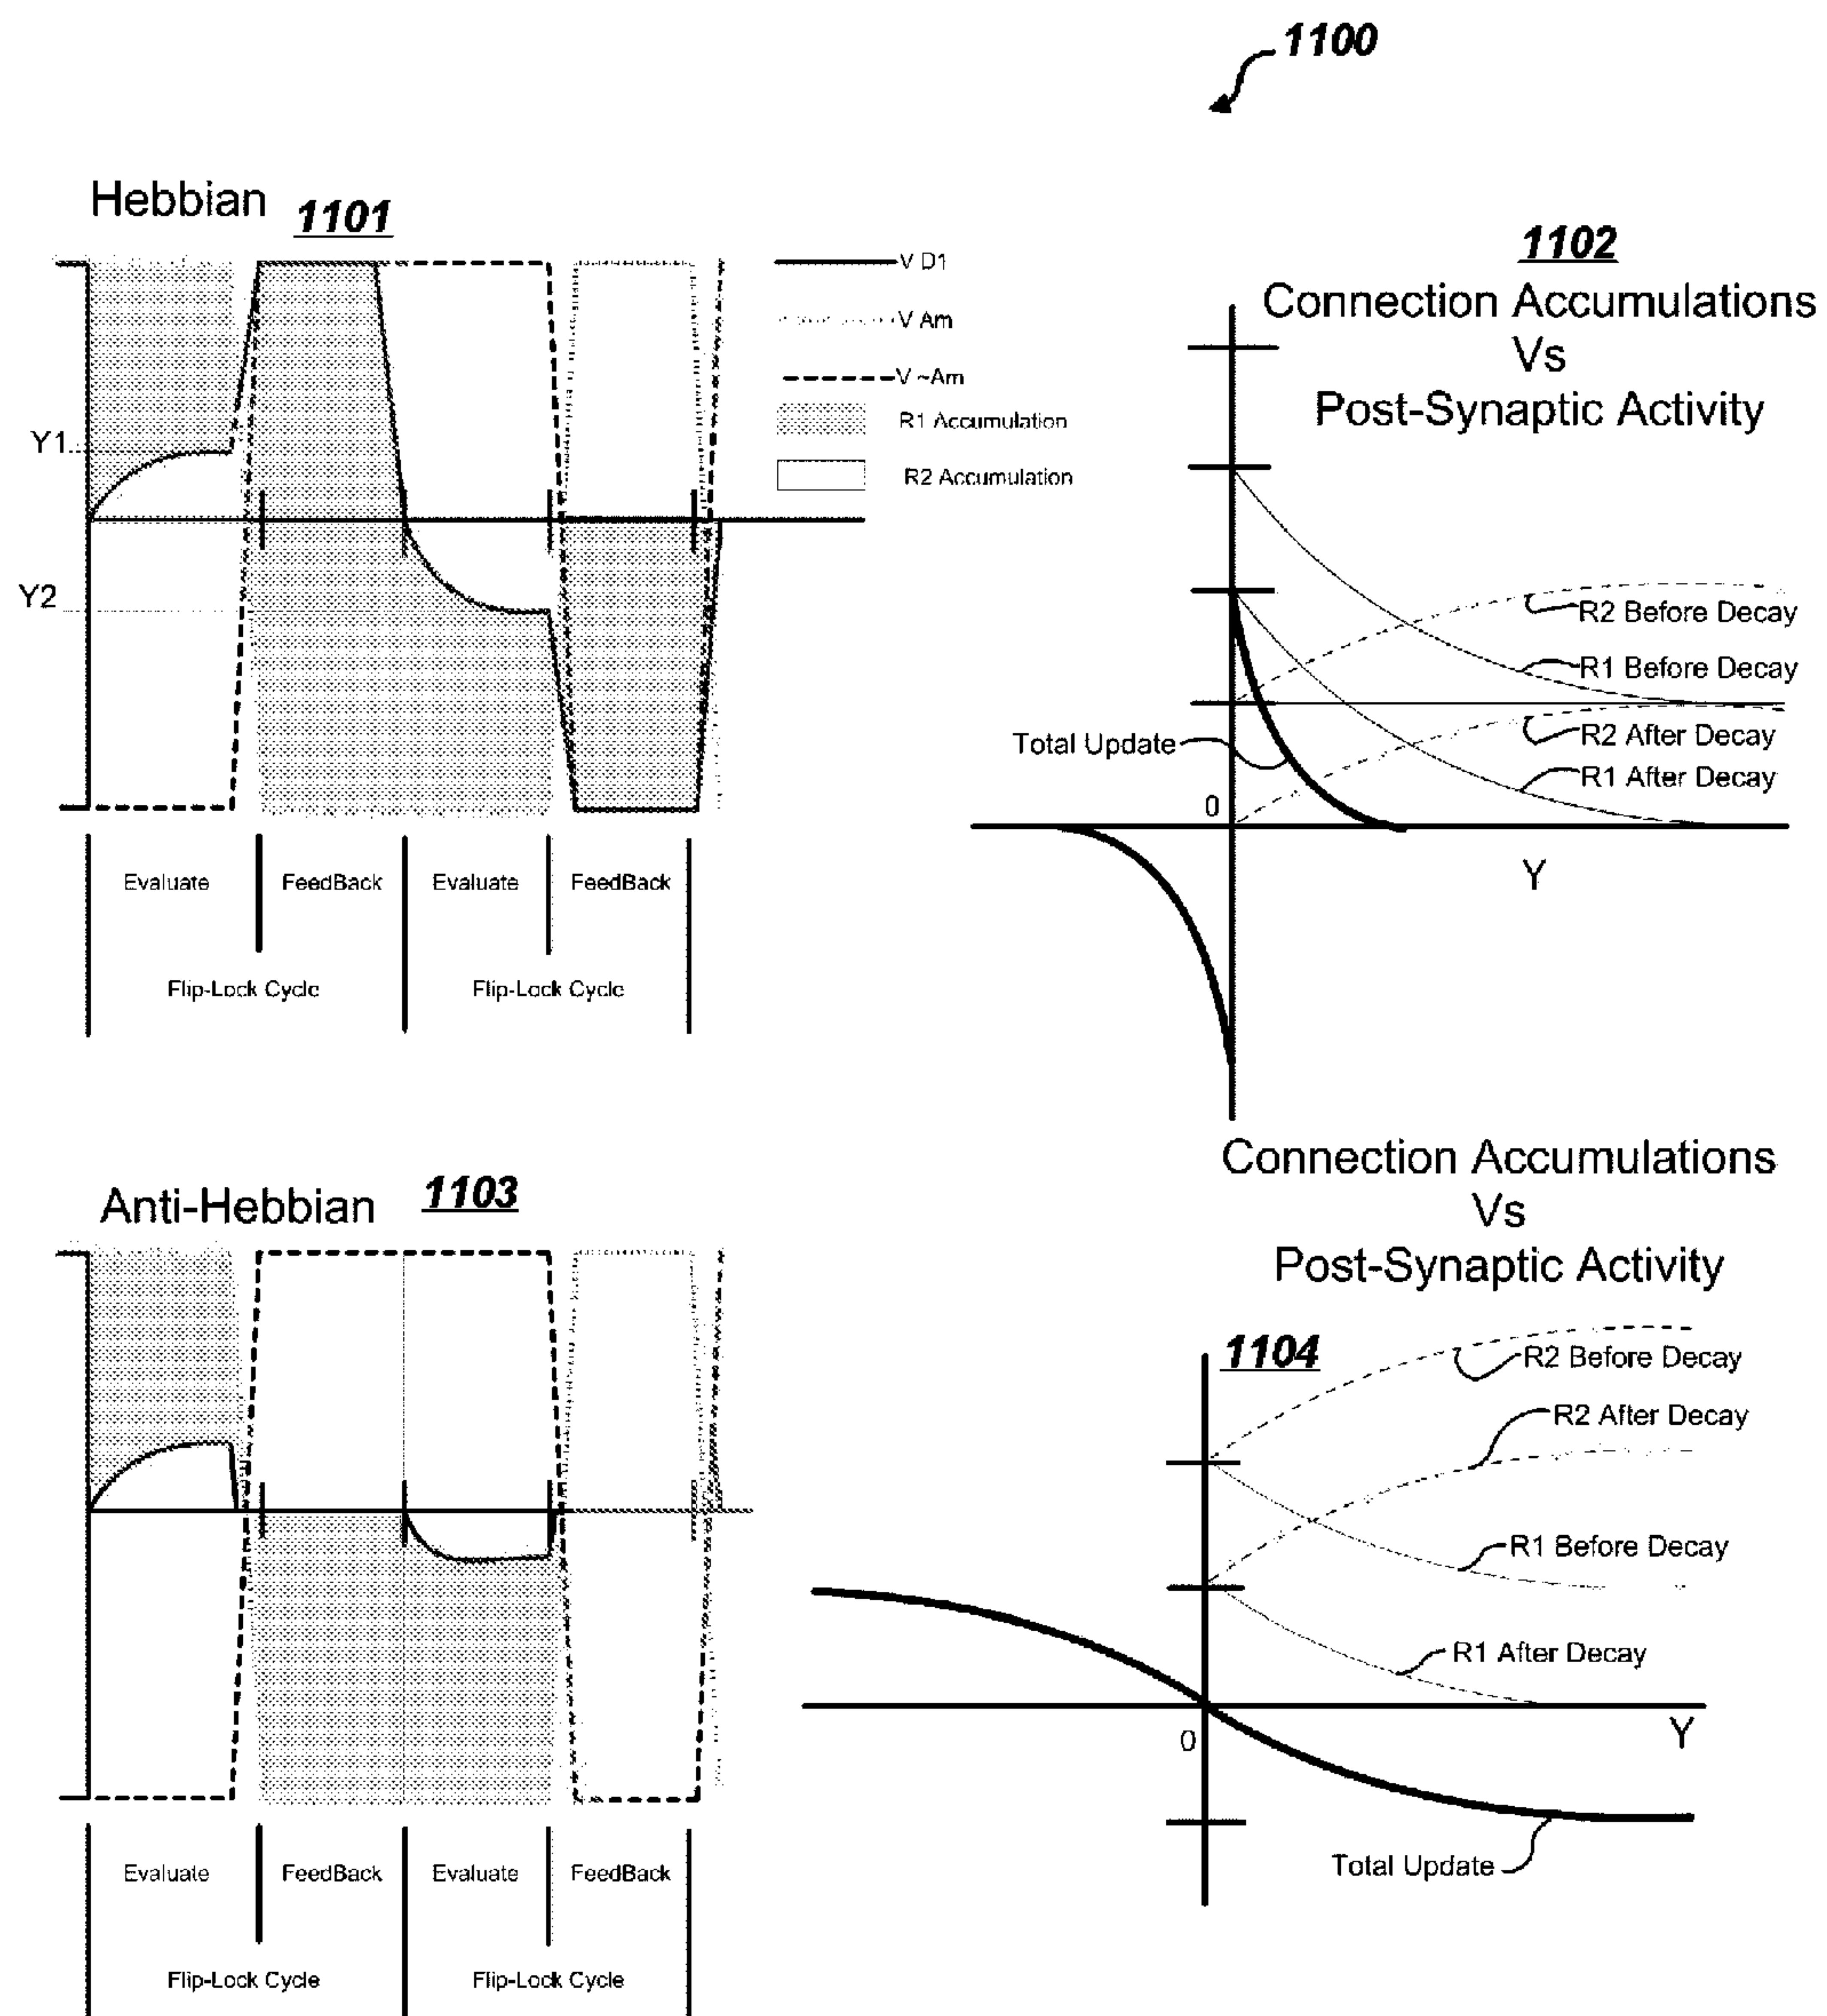 1100
Hebbian 1101
V D1
V Am
V ~Am
R1 Accumulation
R2 Accumulation
Y1
Y2
Evaluate FeedBack Evaluate FeedBack
Flip-Lock Cycle Flip-Lock Cycle
1102
Connection Accumulations
Vs
Post-Synaptic Activity
R2 Before Decay
R1 Before Decay
Total Update
R2 After Decay
R1 After Decay
0
Y
Anti-Hebbian 1103
Evaluate FeedBack Evaluate FeedBack
Flip-Lock Cycle Flip-Lock Cycle
Connection Accumulations
Vs
Post-Synaptic Activity
1104
R2 Before Decay
R2 After Decay
R1 Before Decay
R1 After Decay
0
Y
Total Update